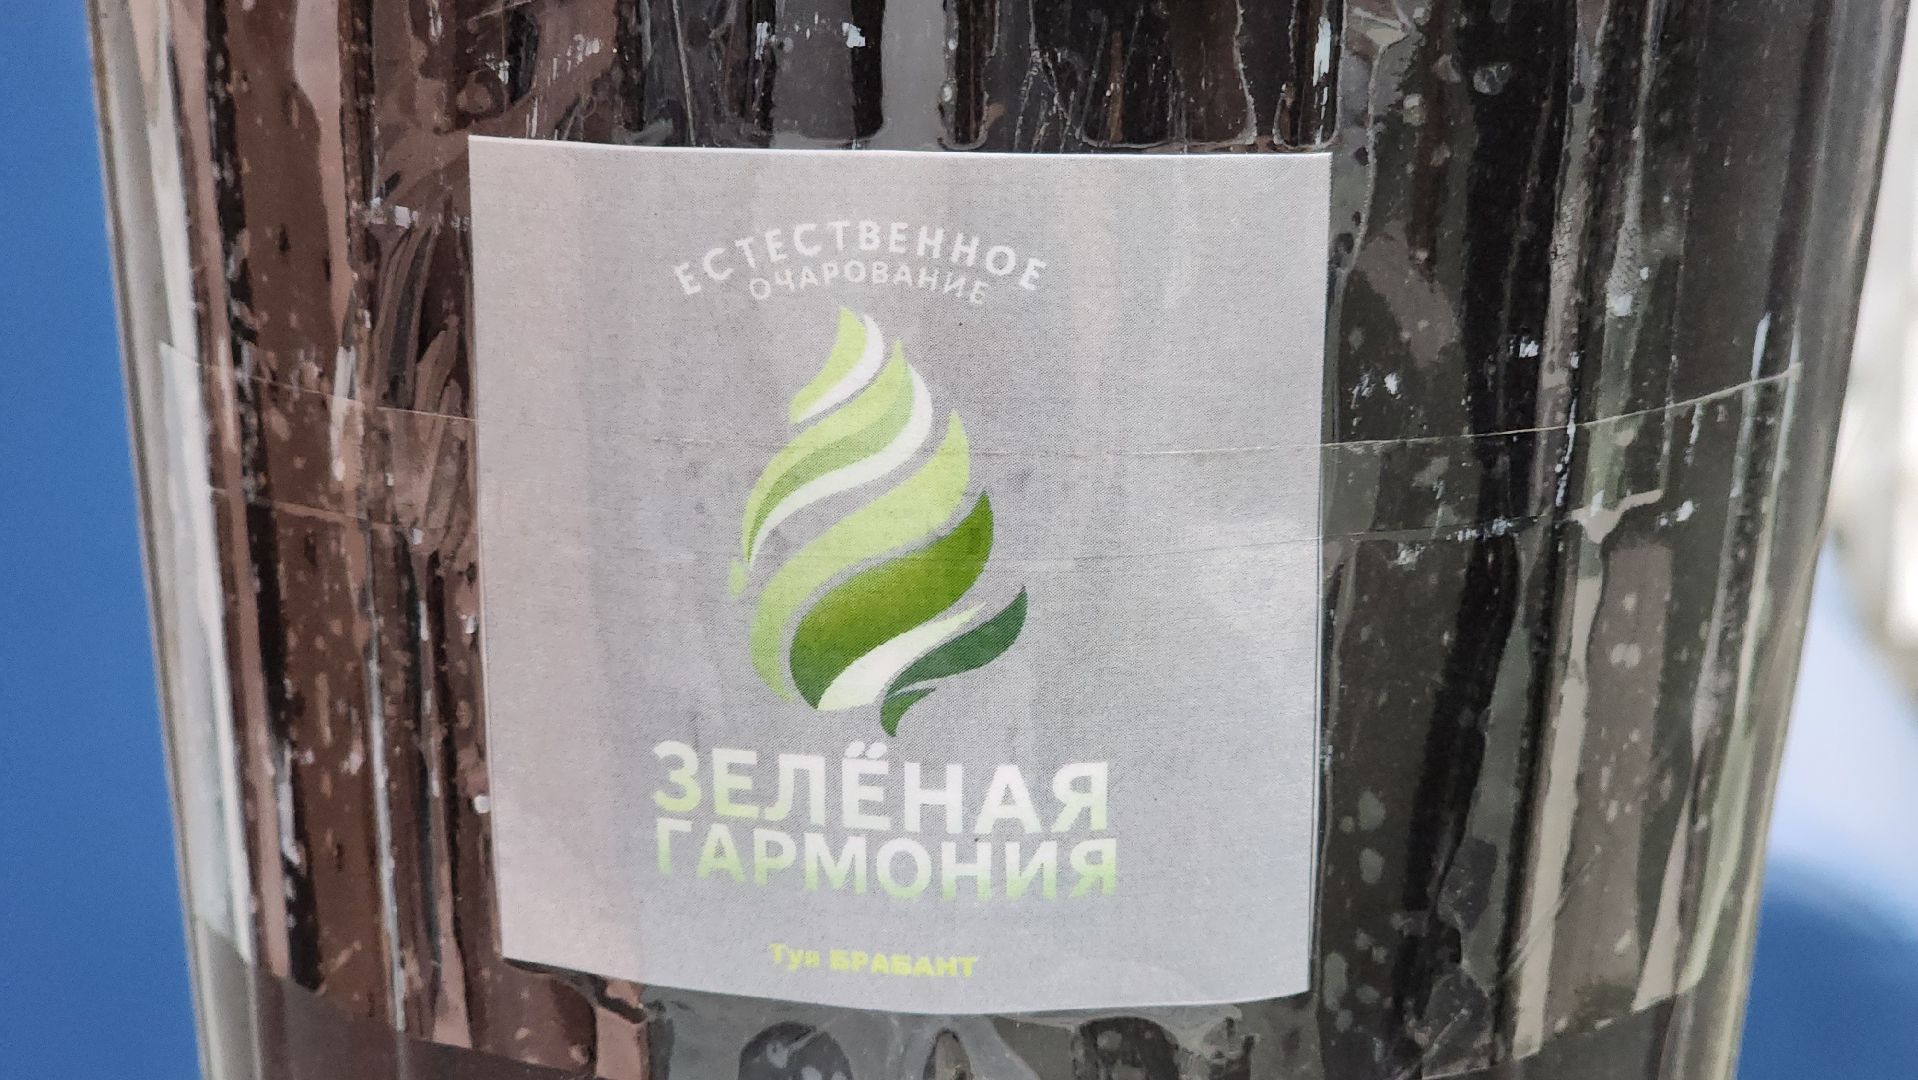 ЕСТЕСТВЕННОЕ
ОЧАРОВАНИЕ
ЗЕЛЁНАЯ
ГАРМОНИЯ
Туя БРАБАНТ